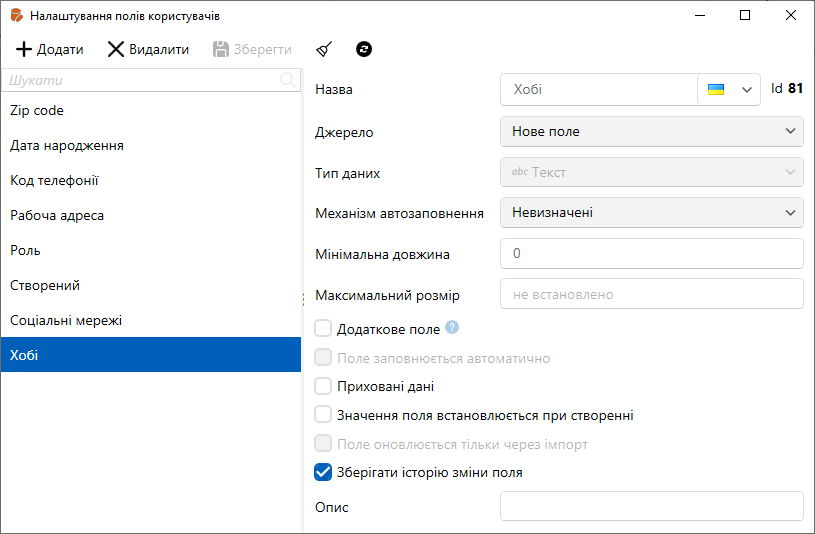 Налаштування полів користувачів
Додати Видалити Зберегти
Шукати
Zip code
Дата народження
Код телефонії
Рабоча адреса
Роль
Створений
Соціальні мережі
Хобі
Назва Хобі Id 81
Джерело Нове поле
Тип даних abc Текст
Механізм автозаповнення Невизначені
Мінімальна довжина 0
Максимальний розмір не встановлено
Додаткове поле ?
Поле заповнюється автоматично
Приховані дані
Значення поля встановлюється при створенні
Поле оновлюється тільки через імпорт
Зберігати історію зміни поля
Опис